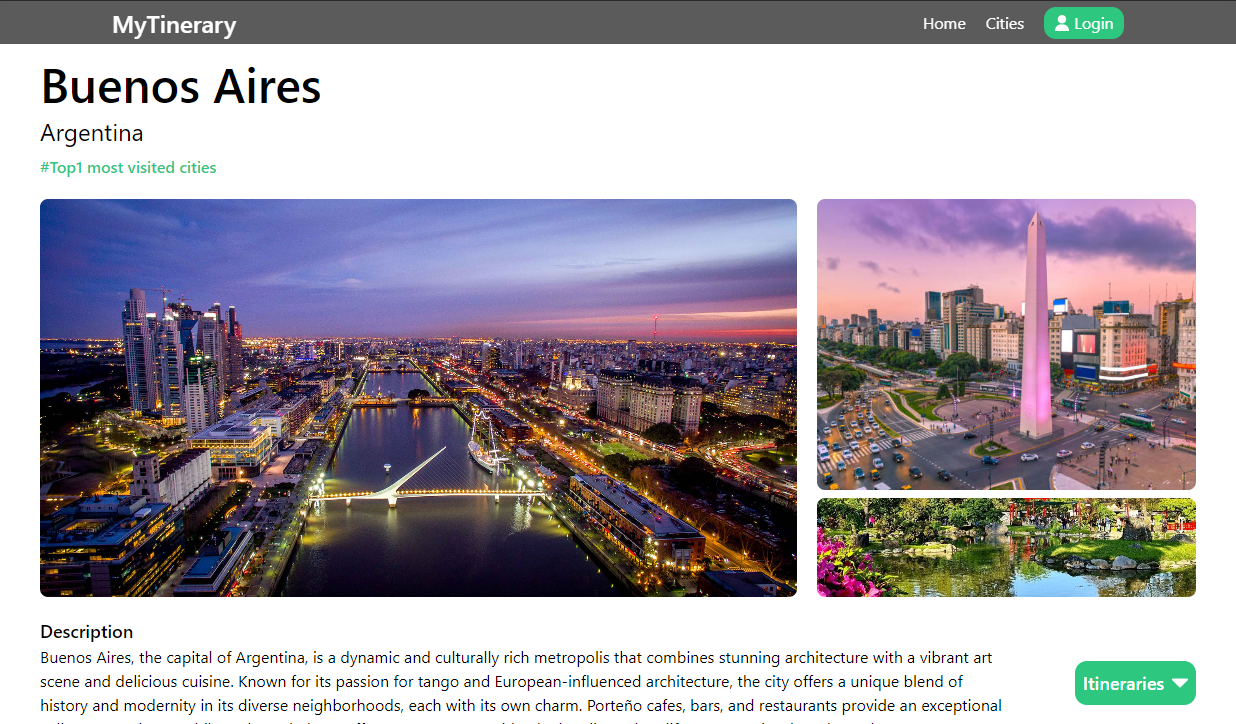 MyTinerary
Home Cities Login
Buenos Aires
Argentina
#Top1 most visited cities
Description
Buenos Aires, the capital of Argentina, is a dynamic and culturally rich metropolis that combines stunning architecture with a vibrant art
scene and delicious cuisine. Known for its passion for tango and European-influenced architecture, the city offers a unique blend of
history and modernity in its diverse neighborhoods, each with its own charm. Porteño cafes, bars, and restaurants provide an exceptional
Itineraries